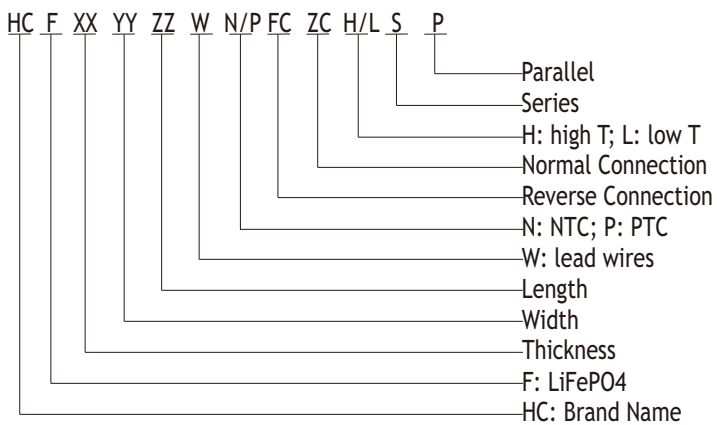 HC F XX YY ZZ W N/P FC ZC H/L S P
Parallel
Series
H: high T; L: low T
Normal Connection
Reverse Connection
N: NTC; P: PTC
W: lead wires
Length
Width
Thickness
F: LiFePO4
HC: Brand Name